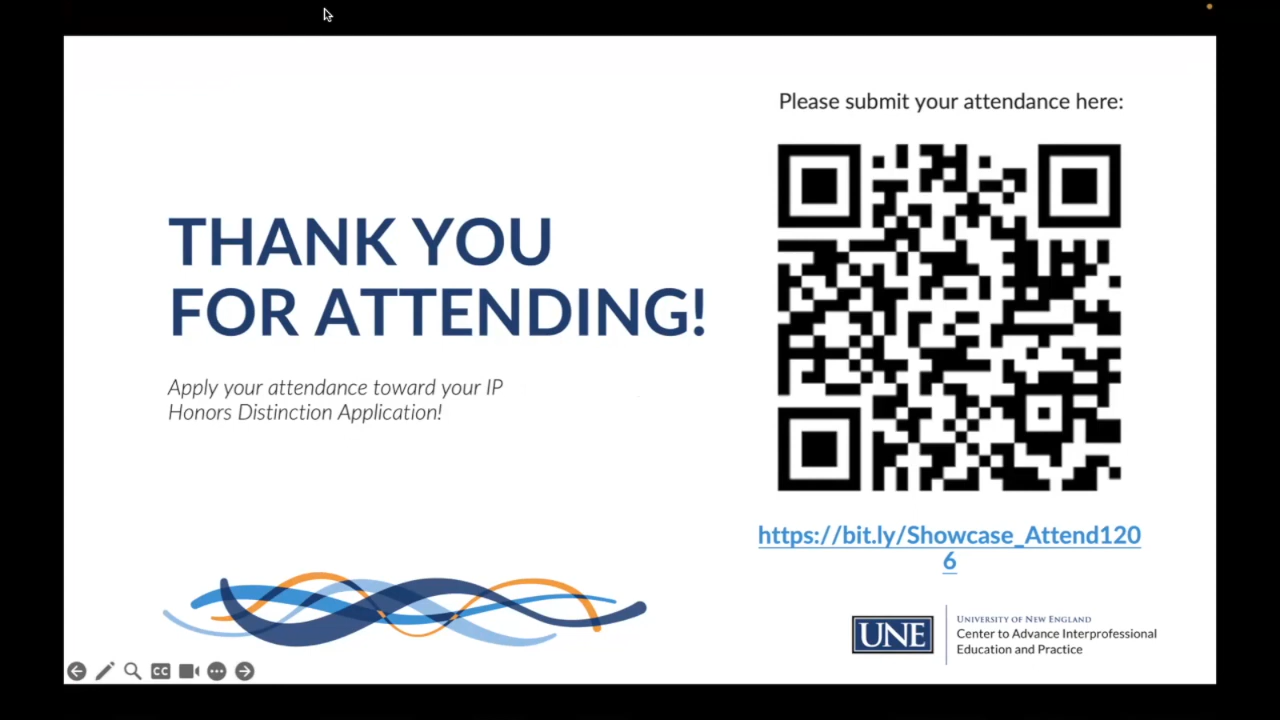 Please submit your attendance here:
THANK YOU
FOR ATTENDING!
Apply your attendance toward your IP
Honors Distinction Application!
https://bit.ly/Showcase_Attend120
6
UNE
UNIVERSITY OF NEW ENGLAND
Center to Advance Interprofessional
Education and Practice
CC